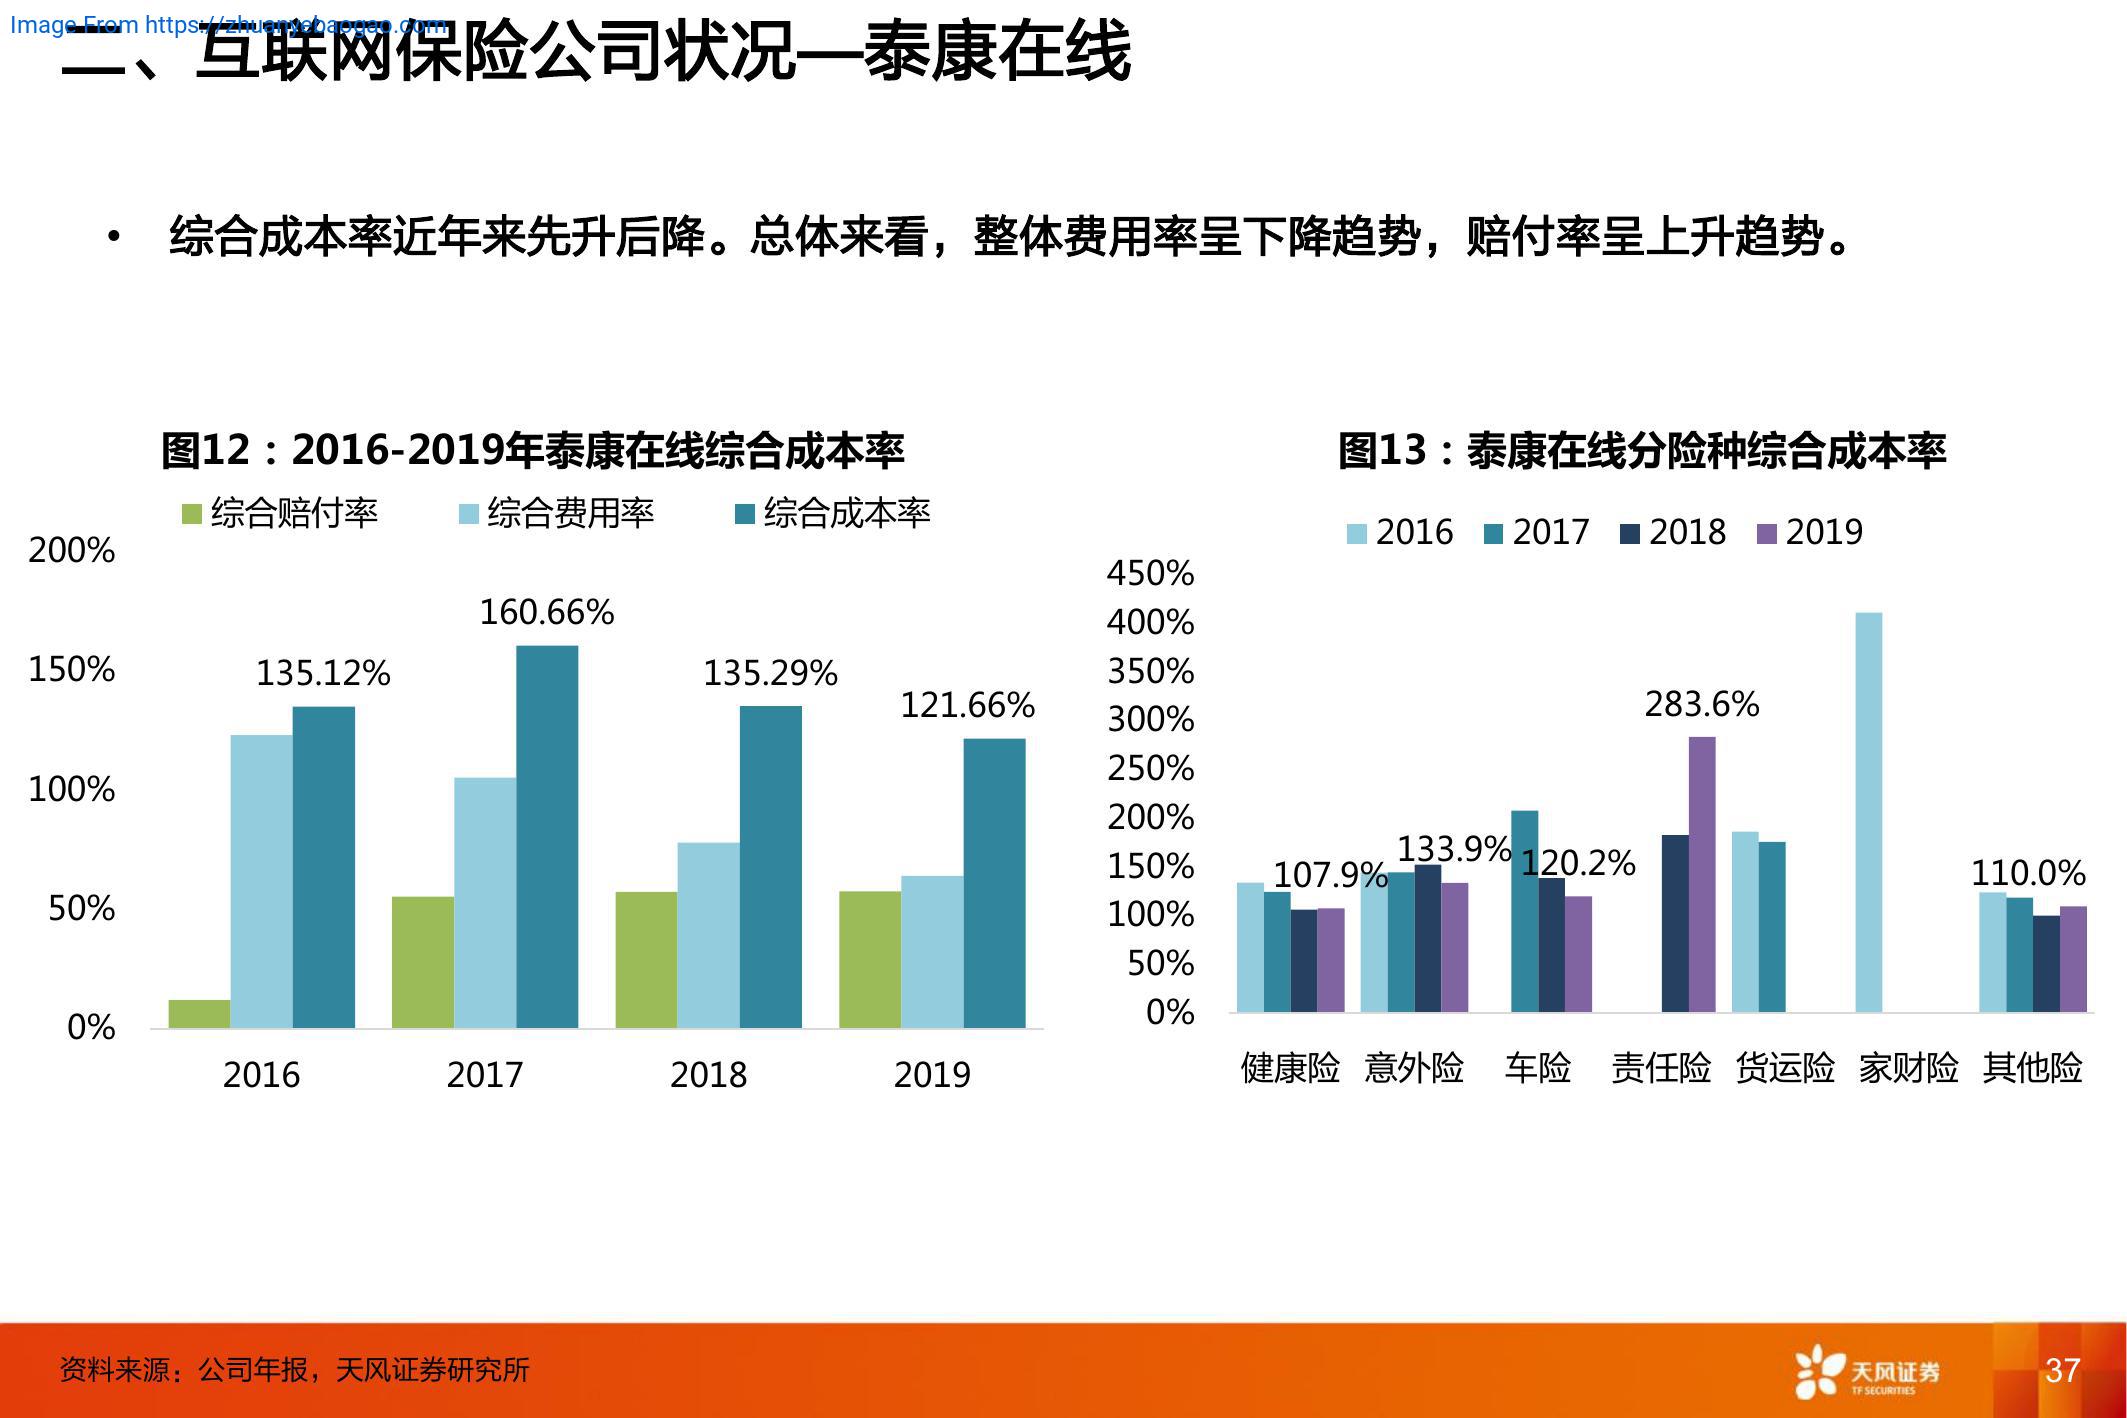 Image From https://zhuanyebaogao.com
二、互联网保险公司状况—泰康在线
• 综合成本率近年来先升后降。总体来看，整体费用率呈下降趋势，赔付率呈上升趋势。
图12：2016-2019年泰康在线综合成本率
综合赔付率 综合费用率 综合成本率
200%
150%
100%
50%
0%
135.12%
160.66%
135.29%
121.66%
2016 2017 2018 2019
图13：泰康在线分险种综合成本率
2016 2017 2018 2019
450%
400%
350%
300%
250%
200%
150%
100%
50%
0%
107.9%
133.9%
120.2%
283.6%
110.0%
健康险 意外险 车险 责任险 货运险 家财险 其他险
资料来源：公司年报，天风证券研究所
天风证券
TF SECURITIES
37